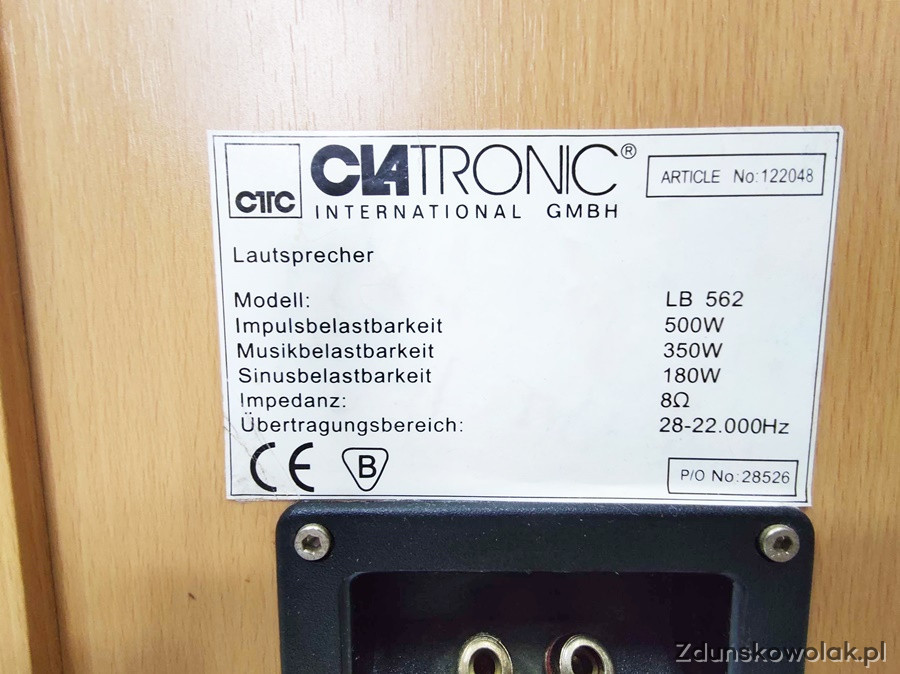 CTC
CLATRONIC®
INTERNATIONAL GMBH
ARTICLE No:122048
Lautsprecher
Modell: LB 562
Impulsbelastbarkeit 500W
Musikbelastbarkeit 350W
Sinusbelastbarkeit 180W
Impedanz: 8Ω
Übertragungsbereich: 28-22.000Hz
CE B
P/O No:28526
Zdunskowolak.pl